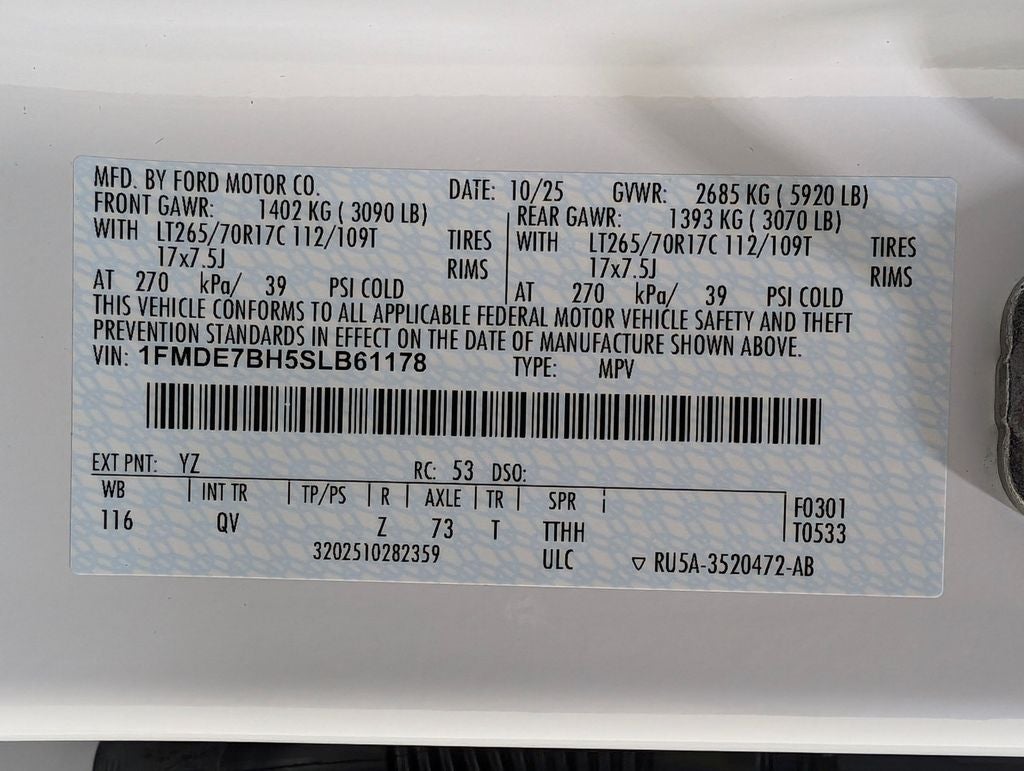 MFD. BY FORD MOTOR CO. DATE: 10/25 GVWR: 2685 KG ( 5920 LB)
FRONT GAWR: 1402 KG ( 3090 LB) REAR GAWR: 1393 KG ( 3070 LB)
WITH LT265/70R17C 112/109T TIRES WITH LT265/70R17C 112/109T TIRES
17x7.5J RIMS 17x7.5J RIMS
AT 270 kPa/ 39 PSI COLD AT 270 kPa/ 39 PSI COLD
THIS VEHICLE CONFORMS TO ALL APPLICABLE FEDERAL MOTOR VEHICLE SAFETY AND THEFT
PREVENTION STANDARDS IN EFFECT ON THE DATE OF MANUFACTURE SHOWN ABOVE.
VIN: 1FMDE7BH5SLB61178 TYPE: MPV
EXT PNT: YZ RC: 53 DSO:
WB INT TR TP/PS R AXLE TR SPR F0301
116 QV Z 73 T TTHH T0533
3202510282359 ULC ▽ RU5A-3520472-AB